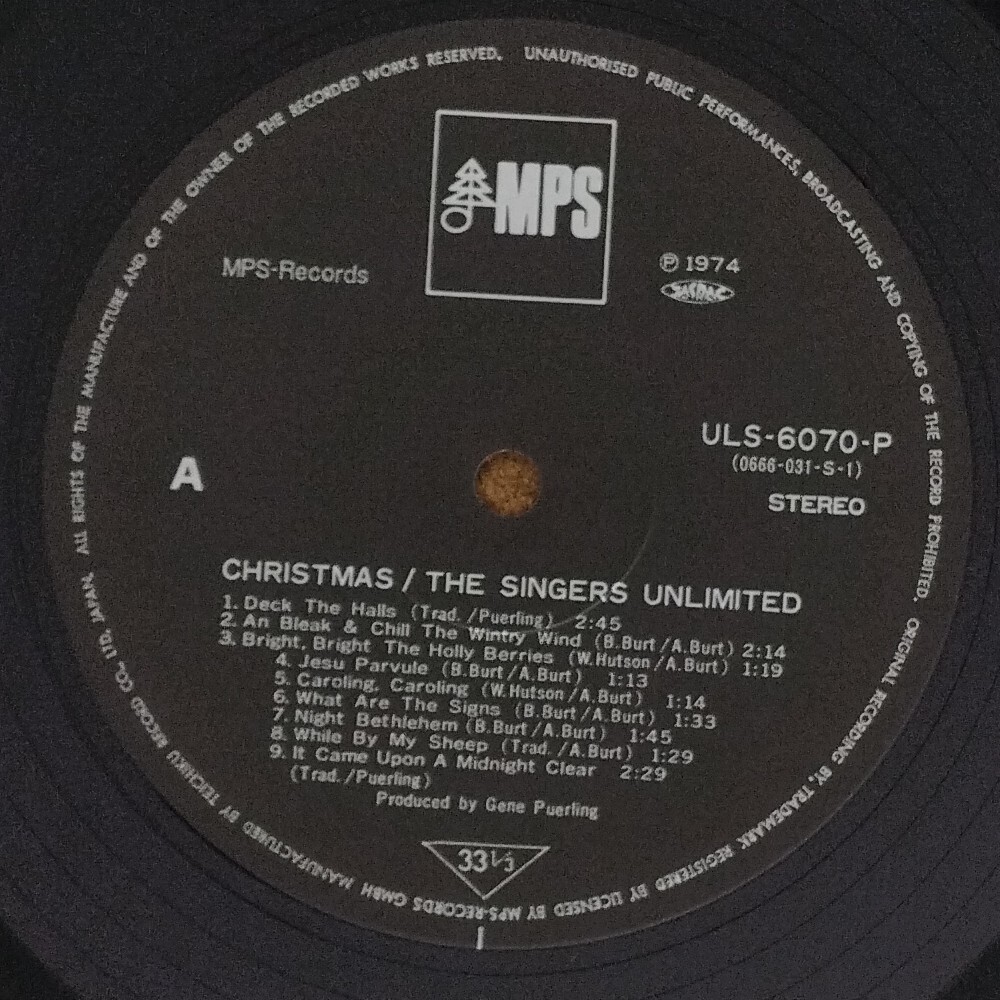 ALL RIGHTS OF THE MANUFACTURE AND OF THE OWNER OF THE RECORDED WORKS RESERVED. UNAUTHORISED PUBLIC PERFORMANCES, BROADCASTING AND COPYING OF THE RECORD PROHIBITED. ORIGINAL RECORDING BY, TRADEMARK REGISTERED BY LICENSED BY MPS-RECORDS GMBH MANUFACTURED BY TEICHIKU RECORD CO., LTD. JAPAN.
MPS
MPS-Records
℗ 1974
JASRAC
ULS-6070-P
(0666-031-S-1)
A
STEREO
CHRISTMAS / THE SINGERS UNLIMITED
1. Deck The Halls (Trad. /Puerling) 2:45
2. An Bleak & Chill The Wintry Wind (B.Burt /A.Burt) 2:14
3. Bright, Bright The Holly Berries (W.Hutson /A.Burt) 1:19
4. Jesu Parvule (B.Burt /A.Burt) 1:13
5. Caroling, Caroling (W.Hutson /A.Burt) 1:14
6. What Are The Signs (B.Burt /A.Burt) 1:33
7. Night Bethlehem (B.Burt /A.Burt) 1:45
8. While By My Sheep (Trad. /A.Burt) 1:29
9. It Came Upon A Midnight Clear 2:29
(Trad. /Puerling)
Produced by Gene Puerling
33 1/3